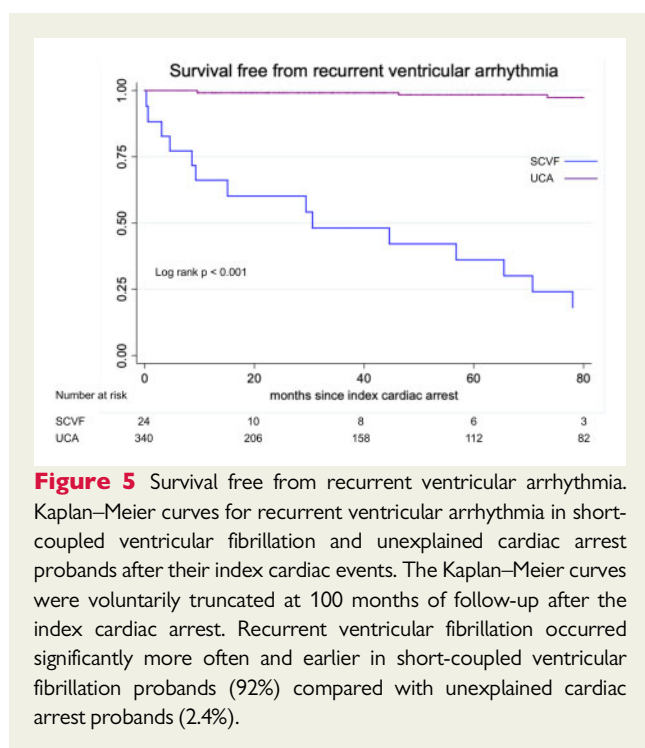 Survival free from recurrent ventricular arrhythmia
1.00
0.75
0.50
0.25
0.00
SCVF
UCA
Log rank p < 0.001
0 20 40 60 80
months since index cardiac arrest
Number at risk
SCVF 24 10 8 6 3
UCA 340 206 158 112 82
Figure 5 Survival free from recurrent ventricular arrhythmia.
Kaplan–Meier curves for recurrent ventricular arrhythmia in short-
coupled ventricular fibrillation and unexplained cardiac arrest
probands after their index cardiac events. The Kaplan–Meier curves
were voluntarily truncated at 100 months of follow-up after the
index cardiac arrest. Recurrent ventricular fibrillation occurred
significantly more often and earlier in short-coupled ventricular
fibrillation probands (92%) compared with unexplained cardiac
arrest probands (2.4%).